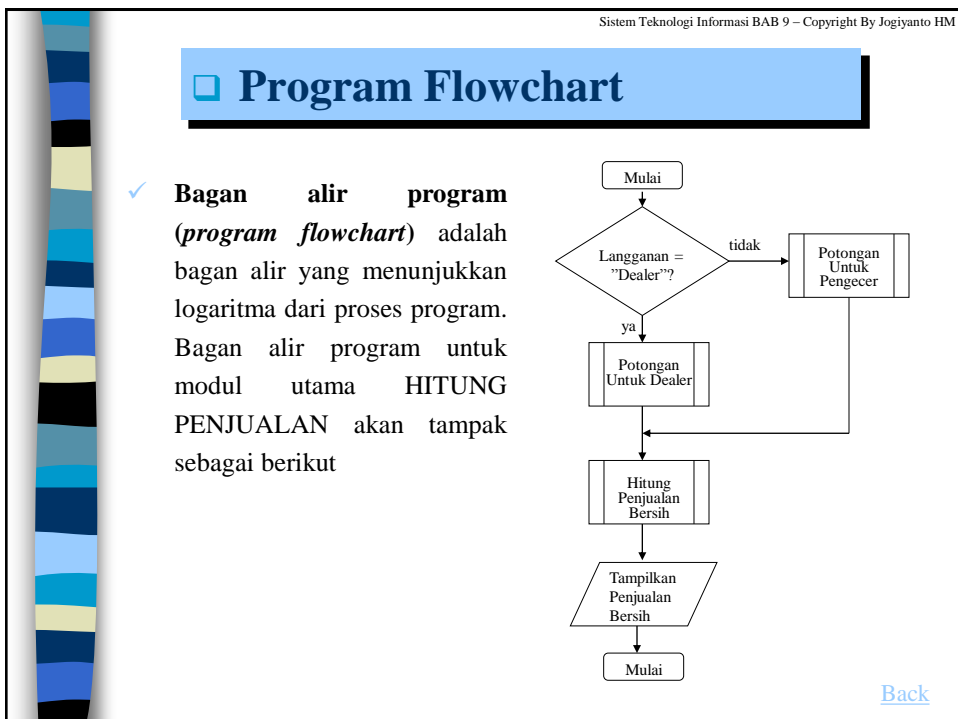 Sistem Teknologi Informasi BAB 9 – Copyright By Jogiyanto HM
Program Flowchart
Bagan alir program
(program flowchart) adalah
bagan alir yang menunjukkan
logaritma dari proses program.
Bagan alir program untuk
modul utama HITUNG
PENJUALAN akan tampak
sebagai berikut
Mulai
Langganan =
”Dealer”?
tidak
Potongan
Untuk
Pengecer
ya
Potongan
Untuk Dealer
Hitung
Penjualan
Bersih
Tampilkan
Penjualan
Bersih
Mulai
Back